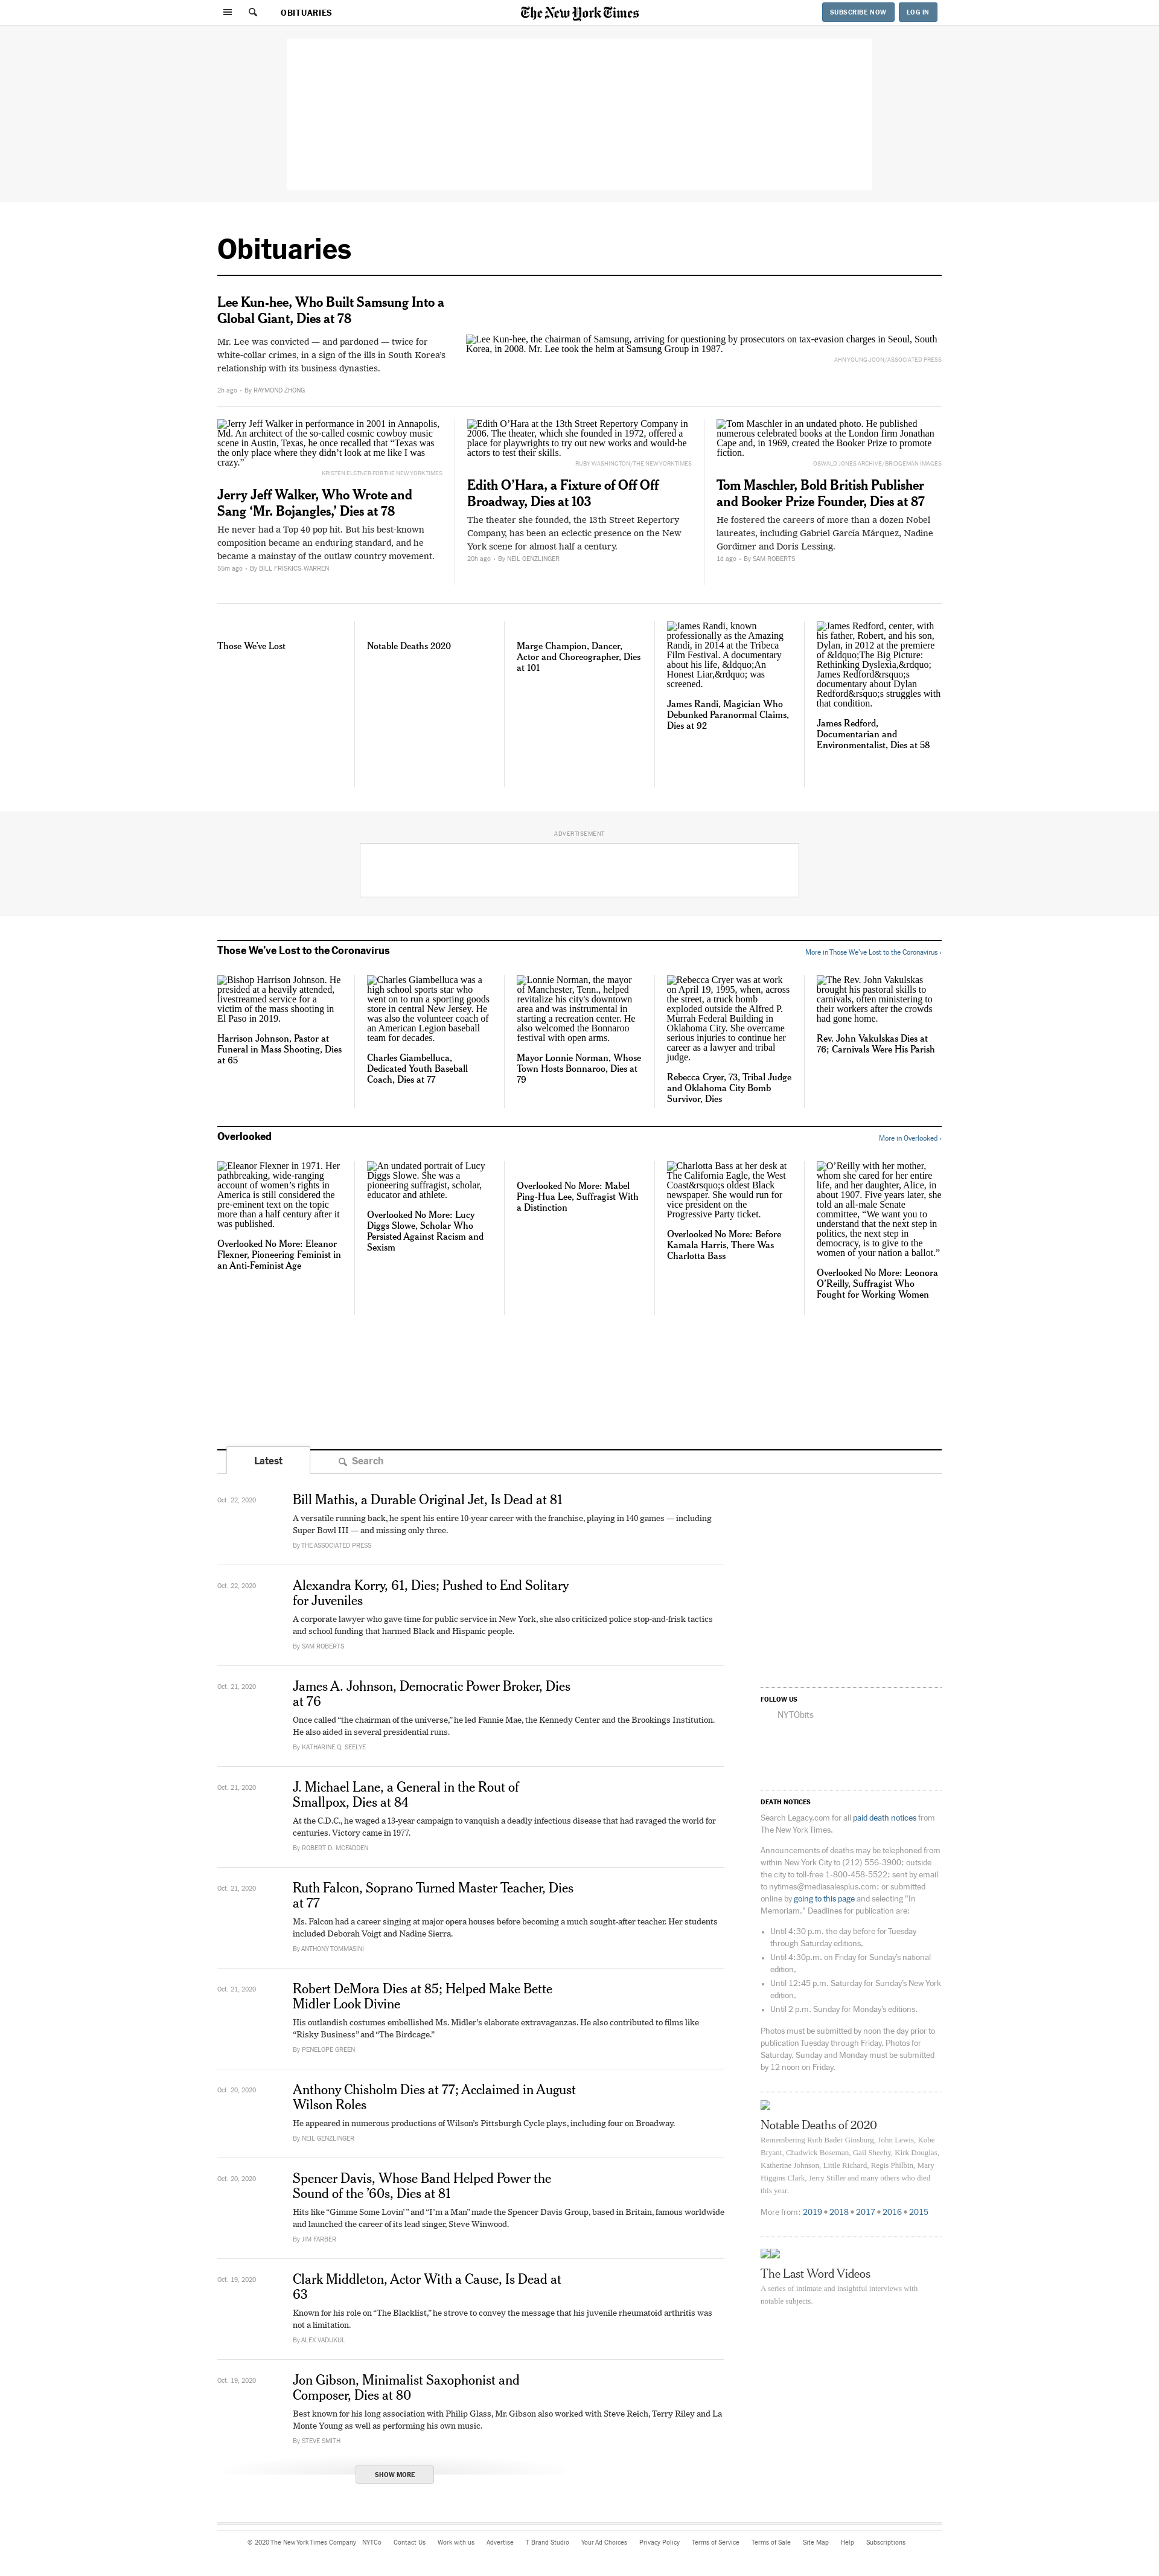 OBITUARIES
The New York Times
SUBSCRIBE NOW
LOG IN
Obituaries
Lee Kun-hee, Who Built Samsung Into a
Global Giant, Dies at 78
Mr. Lee was convicted — and pardoned — twice for
white-collar crimes, in a sign of the ills in South Korea's
relationship with its business dynasties.
2h ago · By RAYMOND ZHONG
Lee Kun-hee, the chairman of Samsung, arriving for questioning by prosecutors on tax-evasion charges in Seoul, South
Korea, in 2008. Mr. Lee took the helm at Samsung Group in 1987.
AHN YOUNG-JOON/ASSOCIATED PRESS
Jerry Jeff Walker in performance in 2001 in Annapolis,
Md. An architect of the so-called cosmic cowboy music
scene in Austin, Texas, he once recalled that “Texas was
the only place where they didn’t look at me like I was
crazy.”
KRISTEN ELSTNER FOR THE NEW YORK TIMES
Jerry Jeff Walker, Who Wrote and
Sang ‘Mr. Bojangles,’ Dies at 78
He never had a Top 40 pop hit. But his best-known
composition became an enduring standard, and he
became a mainstay of the outlaw country movement.
55m ago · By BILL FRISKICS-WARREN
Edith O’Hara at the 13th Street Repertory Company in
2006. The theater, which she founded in 1972, offered a
place for playwrights to try out new works and would-be
actors to test their skills.
RUBY WASHINGTON/THE NEW YORK TIMES
Edith O’Hara, a Fixture of Off Off
Broadway, Dies at 103
The theater she founded, the 13th Street Repertory
Company, has been an eclectic presence on the New
York scene for almost half a century.
20h ago · By NEIL GENZLINGER
Tom Maschler in an undated photo. He published
numerous celebrated books at the London firm Jonathan
Cape and, in 1969, created the Booker Prize to promote
fiction.
OSWALD JONES ARCHIVE/BRIDGEMAN IMAGES
Tom Maschler, Bold British Publisher
and Booker Prize Founder, Dies at 87
He fostered the careers of more than a dozen Nobel
laureates, including Gabriel García Márquez, Nadine
Gordimer and Doris Lessing.
1d ago · By SAM ROBERTS
Those We’ve Lost
Notable Deaths 2020
Marge Champion, Dancer,
Actor and Choreographer, Dies
at 101
James Randi, known
professionally as the Amazing
Randi, in 2014 at the Tribeca
Film Festival. A documentary
about his life, &ldquo;An
Honest Liar,&rdquo; was
screened.
James Randi, Magician Who
Debunked Paranormal Claims,
Dies at 92
James Redford, center, with
his father, Robert, and his son,
Dylan, in 2012 at the premiere
of &ldquo;The Big Picture:
Rethinking Dyslexia,&rdquo;
James Redford&rsquo;s
documentary about Dylan
Redford&rsquo;s struggles with
that condition.
James Redford,
Documentarian and
Environmentalist, Dies at 58
ADVERTISEMENT
Those We’ve Lost to the Coronavirus
More in Those We’ve Lost to the Coronavirus ›
Bishop Harrison Johnson. He
presided at a heavily attended,
livestreamed service for a
victim of the mass shooting in
El Paso in 2019.
Harrison Johnson, Pastor at
Funeral in Mass Shooting, Dies
at 65
Charles Giambelluca was a
high school sports star who
went on to run a sporting goods
store in central New Jersey. He
was also the volunteer coach of
an American Legion baseball
team for decades.
Charles Giambelluca,
Dedicated Youth Baseball
Coach, Dies at 77
Lonnie Norman, the mayor
of Manchester, Tenn., helped
revitalize his city's downtown
area and was instrumental in
starting a recreation center. He
also welcomed the Bonnaroo
festival with open arms.
Mayor Lonnie Norman, Whose
Town Hosts Bonnaroo, Dies at
79
Rebecca Cryer was at work
on April 19, 1995, when, across
the street, a truck bomb
exploded outside the Alfred P.
Murrah Federal Building in
Oklahoma City. She overcame
serious injuries to continue her
career as a lawyer and tribal
judge.
Rebecca Cryer, 73, Tribal Judge
and Oklahoma City Bomb
Survivor, Dies
The Rev. John Vakulskas
brought his pastoral skills to
carnivals, often ministering to
their workers after the crowds
had gone home.
Rev. John Vakulskas Dies at
76; Carnivals Were His Parish
Overlooked
More in Overlooked ›
Eleanor Flexner in 1971. Her
pathbreaking, wide-ranging
account of women’s rights in
America is still considered the
pre-eminent text on the topic
more than a half century after it
was published.
Overlooked No More: Eleanor
Flexner, Pioneering Feminist in
an Anti-Feminist Age
An undated portrait of Lucy
Diggs Slowe. She was a
pioneering suffragist, scholar,
educator and athlete.
Overlooked No More: Lucy
Diggs Slowe, Scholar Who
Persisted Against Racism and
Sexism
Overlooked No More: Mabel
Ping-Hua Lee, Suffragist With
a Distinction
Charlotta Bass at her desk at
The California Eagle, the West
Coast&rsquo;s oldest Black
newspaper. She would run for
vice president on the
Progressive Party ticket.
Overlooked No More: Before
Kamala Harris, There Was
Charlotta Bass
O’Reilly with her mother,
whom she cared for her entire
life, and her daughter, Alice, in
about 1907. Five years later, she
told an all-male Senate
committee, “We want you to
understand that the next step in
politics, the next step in
democracy, is to give to the
women of your nation a ballot.”
Overlooked No More: Leonora
O’Reilly, Suffragist Who
Fought for Working Women
Latest
Search
Oct. 22, 2020
Bill Mathis, a Durable Original Jet, Is Dead at 81
A versatile running back, he spent his entire 10-year career with the franchise, playing in 140 games — including
Super Bowl III — and missing only three.
By THE ASSOCIATED PRESS
Oct. 22, 2020
Alexandra Korry, 61, Dies; Pushed to End Solitary
for Juveniles
A corporate lawyer who gave time for public service in New York, she also criticized police stop-and-frisk tactics
and school funding that harmed Black and Hispanic people.
By SAM ROBERTS
Oct. 21, 2020
James A. Johnson, Democratic Power Broker, Dies
at 76
Once called “the chairman of the universe,” he led Fannie Mae, the Kennedy Center and the Brookings Institution.
He also aided in several presidential runs.
By KATHARINE Q. SEELYE
Oct. 21, 2020
J. Michael Lane, a General in the Rout of
Smallpox, Dies at 84
At the C.D.C., he waged a 13-year campaign to vanquish a deadly infectious disease that had ravaged the world for
centuries. Victory came in 1977.
By ROBERT D. MCFADDEN
Oct. 21, 2020
Ruth Falcon, Soprano Turned Master Teacher, Dies
at 77
Ms. Falcon had a career singing at major opera houses before becoming a much sought-after teacher. Her students
included Deborah Voigt and Nadine Sierra.
By ANTHONY TOMMASINI
Oct. 21, 2020
Robert DeMora Dies at 85; Helped Make Bette
Midler Look Divine
His outlandish costumes embellished Ms. Midler’s elaborate extravaganzas. He also contributed to films like
“Risky Business” and “The Birdcage.”
By PENELOPE GREEN
Oct. 20, 2020
Anthony Chisholm Dies at 77; Acclaimed in August
Wilson Roles
He appeared in numerous productions of Wilson’s Pittsburgh Cycle plays, including four on Broadway.
By NEIL GENZLINGER
Oct. 20, 2020
Spencer Davis, Whose Band Helped Power the
Sound of the ’60s, Dies at 81
Hits like “Gimme Some Lovin’ ” and “I’m a Man” made the Spencer Davis Group, based in Britain, famous worldwide
and launched the career of its lead singer, Steve Winwood.
By JIM FARBER
Oct. 19, 2020
Clark Middleton, Actor With a Cause, Is Dead at
63
Known for his role on “The Blacklist,” he strove to convey the message that his juvenile rheumatoid arthritis was
not a limitation.
By ALEX VADUKUL
Oct. 19, 2020
Jon Gibson, Minimalist Saxophonist and
Composer, Dies at 80
Best known for his long association with Philip Glass, Mr. Gibson also worked with Steve Reich, Terry Riley and La
Monte Young as well as performing his own music.
By STEVE SMITH
SHOW MORE
FOLLOW US
NYTObits
DEATH NOTICES
Search Legacy.com for all paid death notices from
The New York Times.
Announcements of deaths may be telephoned from
within New York City to (212) 556-3900; outside
the city to toll-free 1-800-458-5522; sent by email
to nytimes@mediasalesplus.com; or submitted
online by going to this page and selecting "In
Memoriam." Deadlines for publication are:
• Until 4:30 p.m. the day before for Tuesday
through Saturday editions.
• Until 4:30p.m. on Friday for Sunday’s national
edition.
• Until 12:45 p.m. Saturday for Sunday’s New York
edition.
• Until 2 p.m. Sunday for Monday’s editions.
Photos must be submitted by noon the day prior to
publication Tuesday through Friday. Photos for
Saturday, Sunday and Monday must be submitted
by 12 noon on Friday.
Notable Deaths of 2020
Remembering Ruth Bader Ginsburg, John Lewis, Kobe
Bryant, Chadwick Boseman, Gail Sheehy, Kirk Douglas,
Katherine Johnson, Little Richard, Regis Philbin, Mary
Higgins Clark, Jerry Stiller and many others who died
this year.
More from: 2019 • 2018 • 2017 • 2016 • 2015
The Last Word Videos
A series of intimate and insightful interviews with
notable subjects.
© 2020 The New York Times Company NYTCo Contact Us Work with us Advertise T Brand Studio Your Ad Choices Privacy Policy Terms of Service Terms of Sale Site Map Help Subscriptions